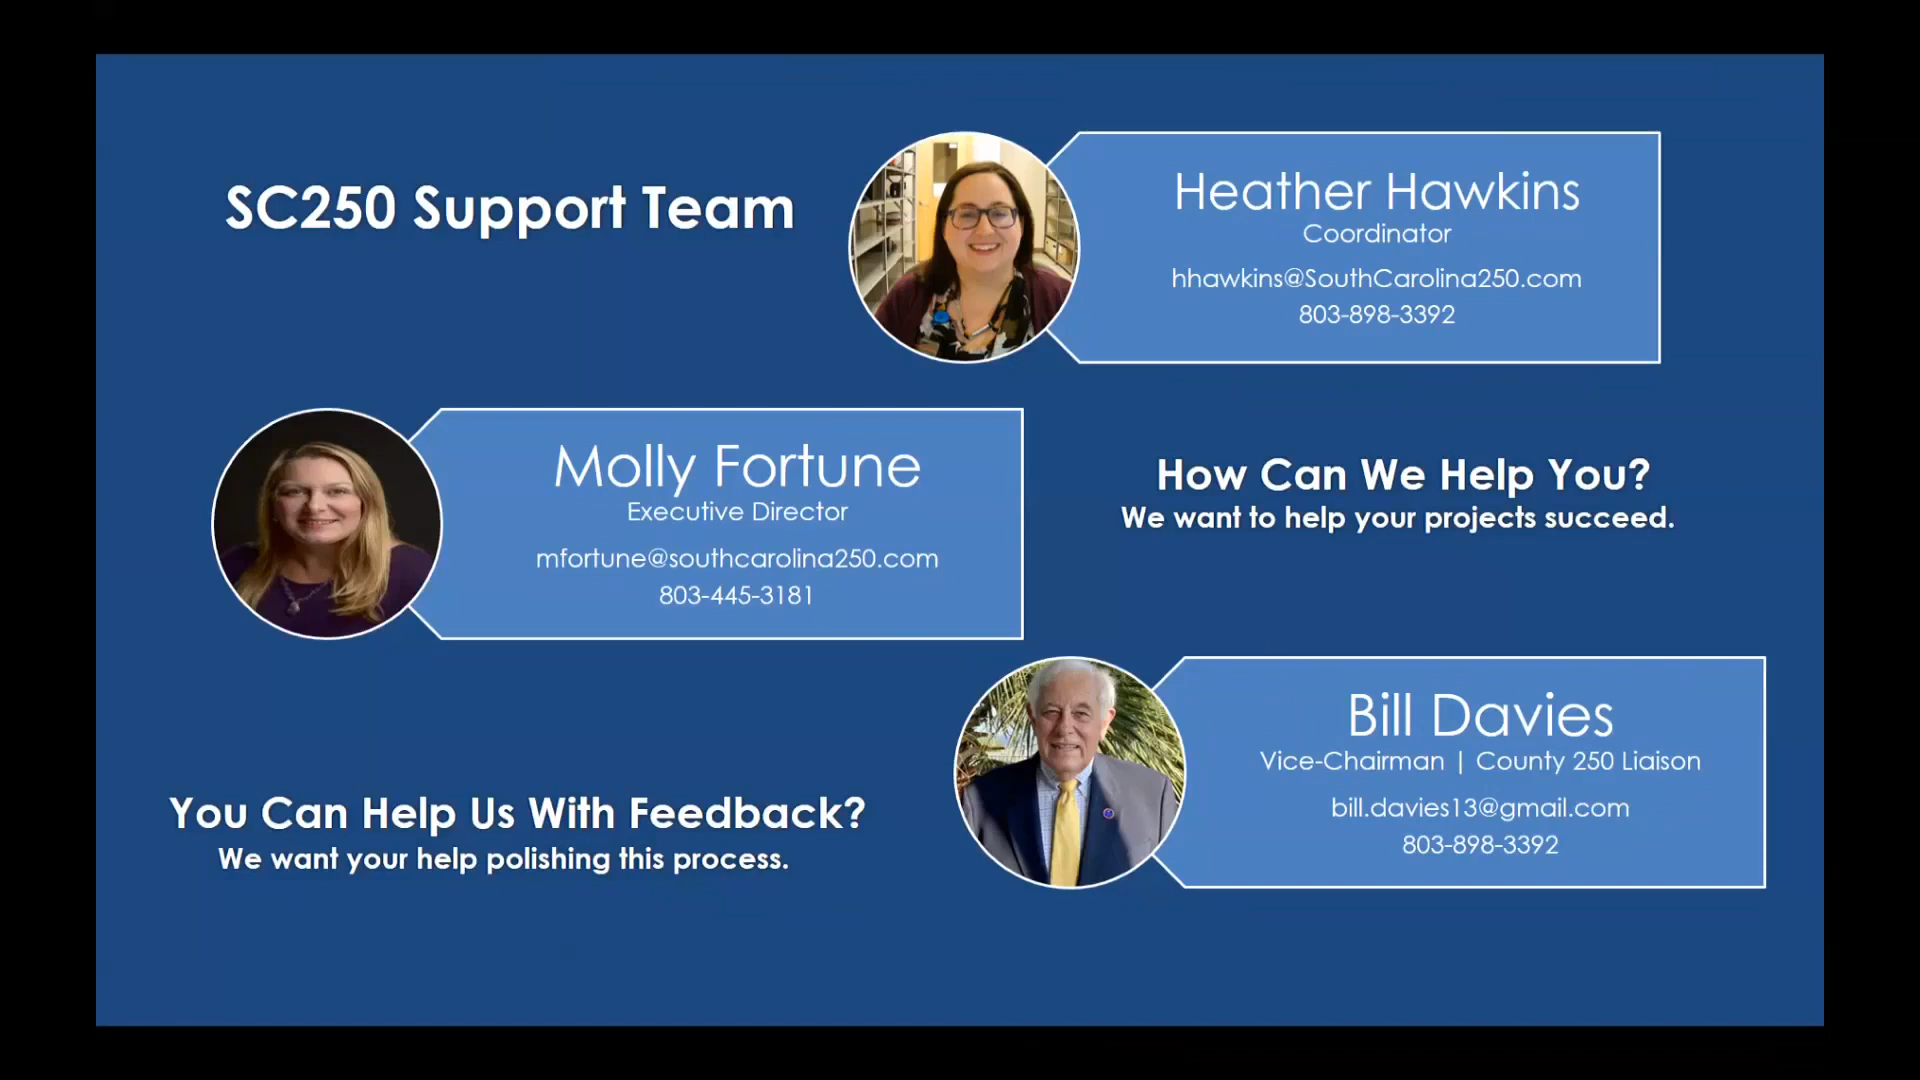 SC250 Support Team
Heather Hawkins
Coordinator
hhawkins@SouthCarolina250.com
803-898-3392
Molly Fortune
Executive Director
mfortune@southcarolina250.com
803-445-3181
How Can We Help You?
We want to help your projects succeed.
Bill Davies
Vice-Chairman | County 250 Liaison
bill.davies13@gmail.com
803-898-3392
You Can Help Us With Feedback?
We want your help polishing this process.